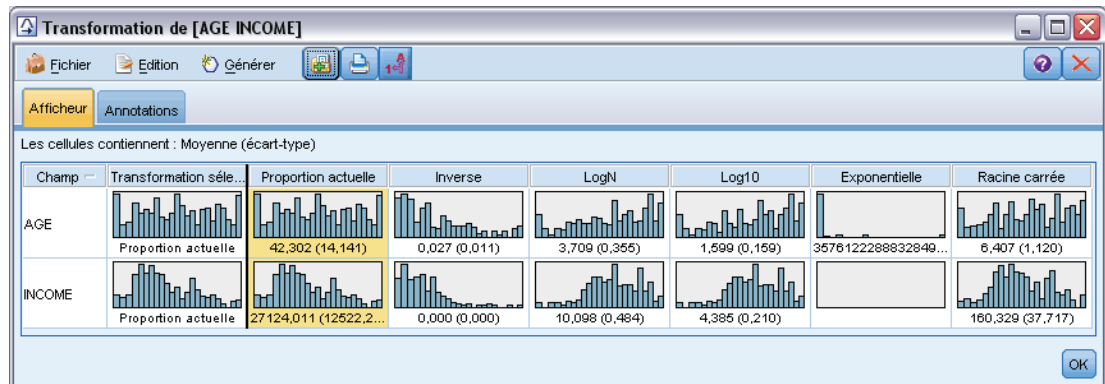 Transformation de [AGE INCOME]
Fichier Edition Générer
Afficheur Annotations
Les cellules contiennent : Moyenne (écart-type)
Champ Transformation séle... Proportion actuelle Inverse LogN Log10 Exponentielle Racine carrée
AGE
Proportion actuelle 42,302 (14,141) 0,027 (0,011) 3,709 (0,355) 1,599 (0,159) 3576122288832849... 6,407 (1,120)
INCOME
Proportion actuelle 27124,011 (12522,2... 0,000 (0,000) 10,098 (0,484) 4,385 (0,210) 160,329 (37,717)
OK